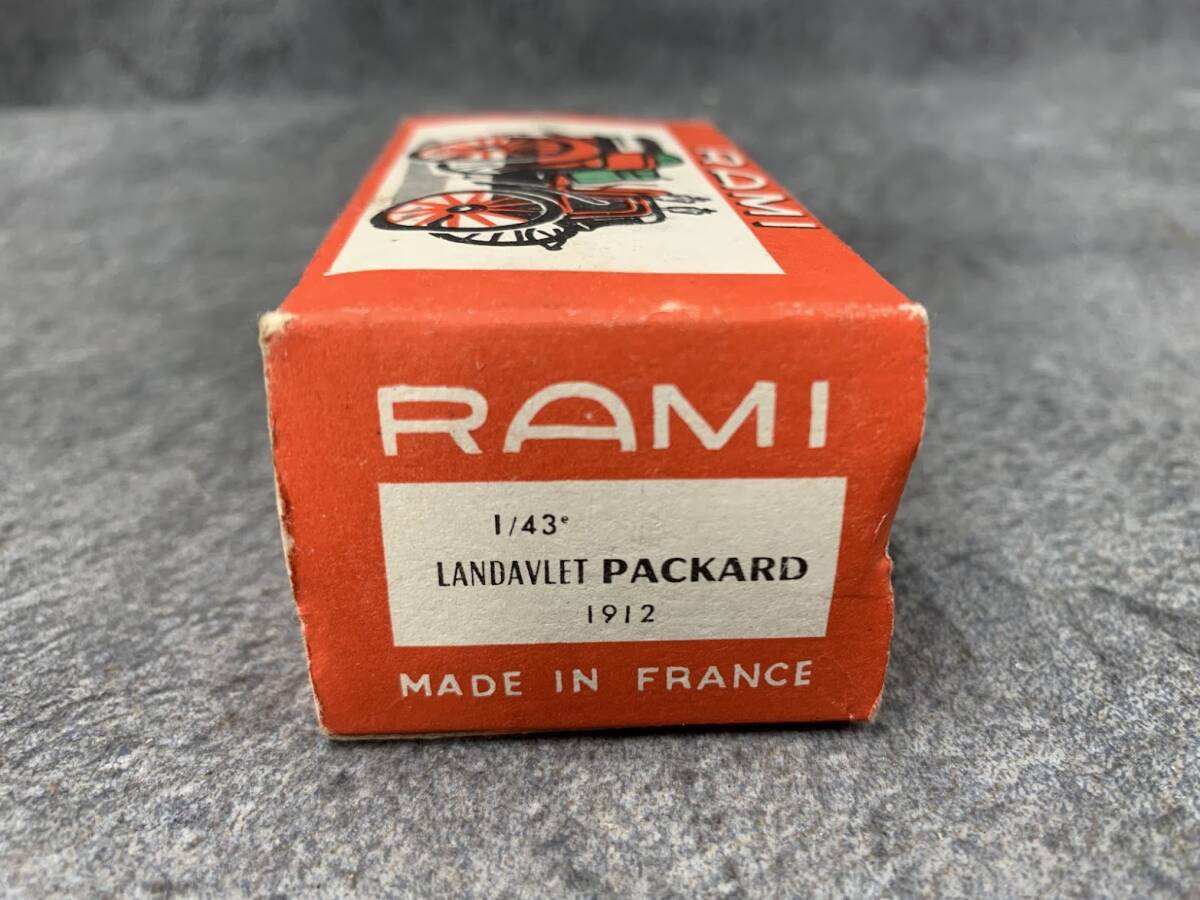 RAMI
RAMI
1/43e
LANDAVLET PACKARD
1912
MADE IN FRANCE